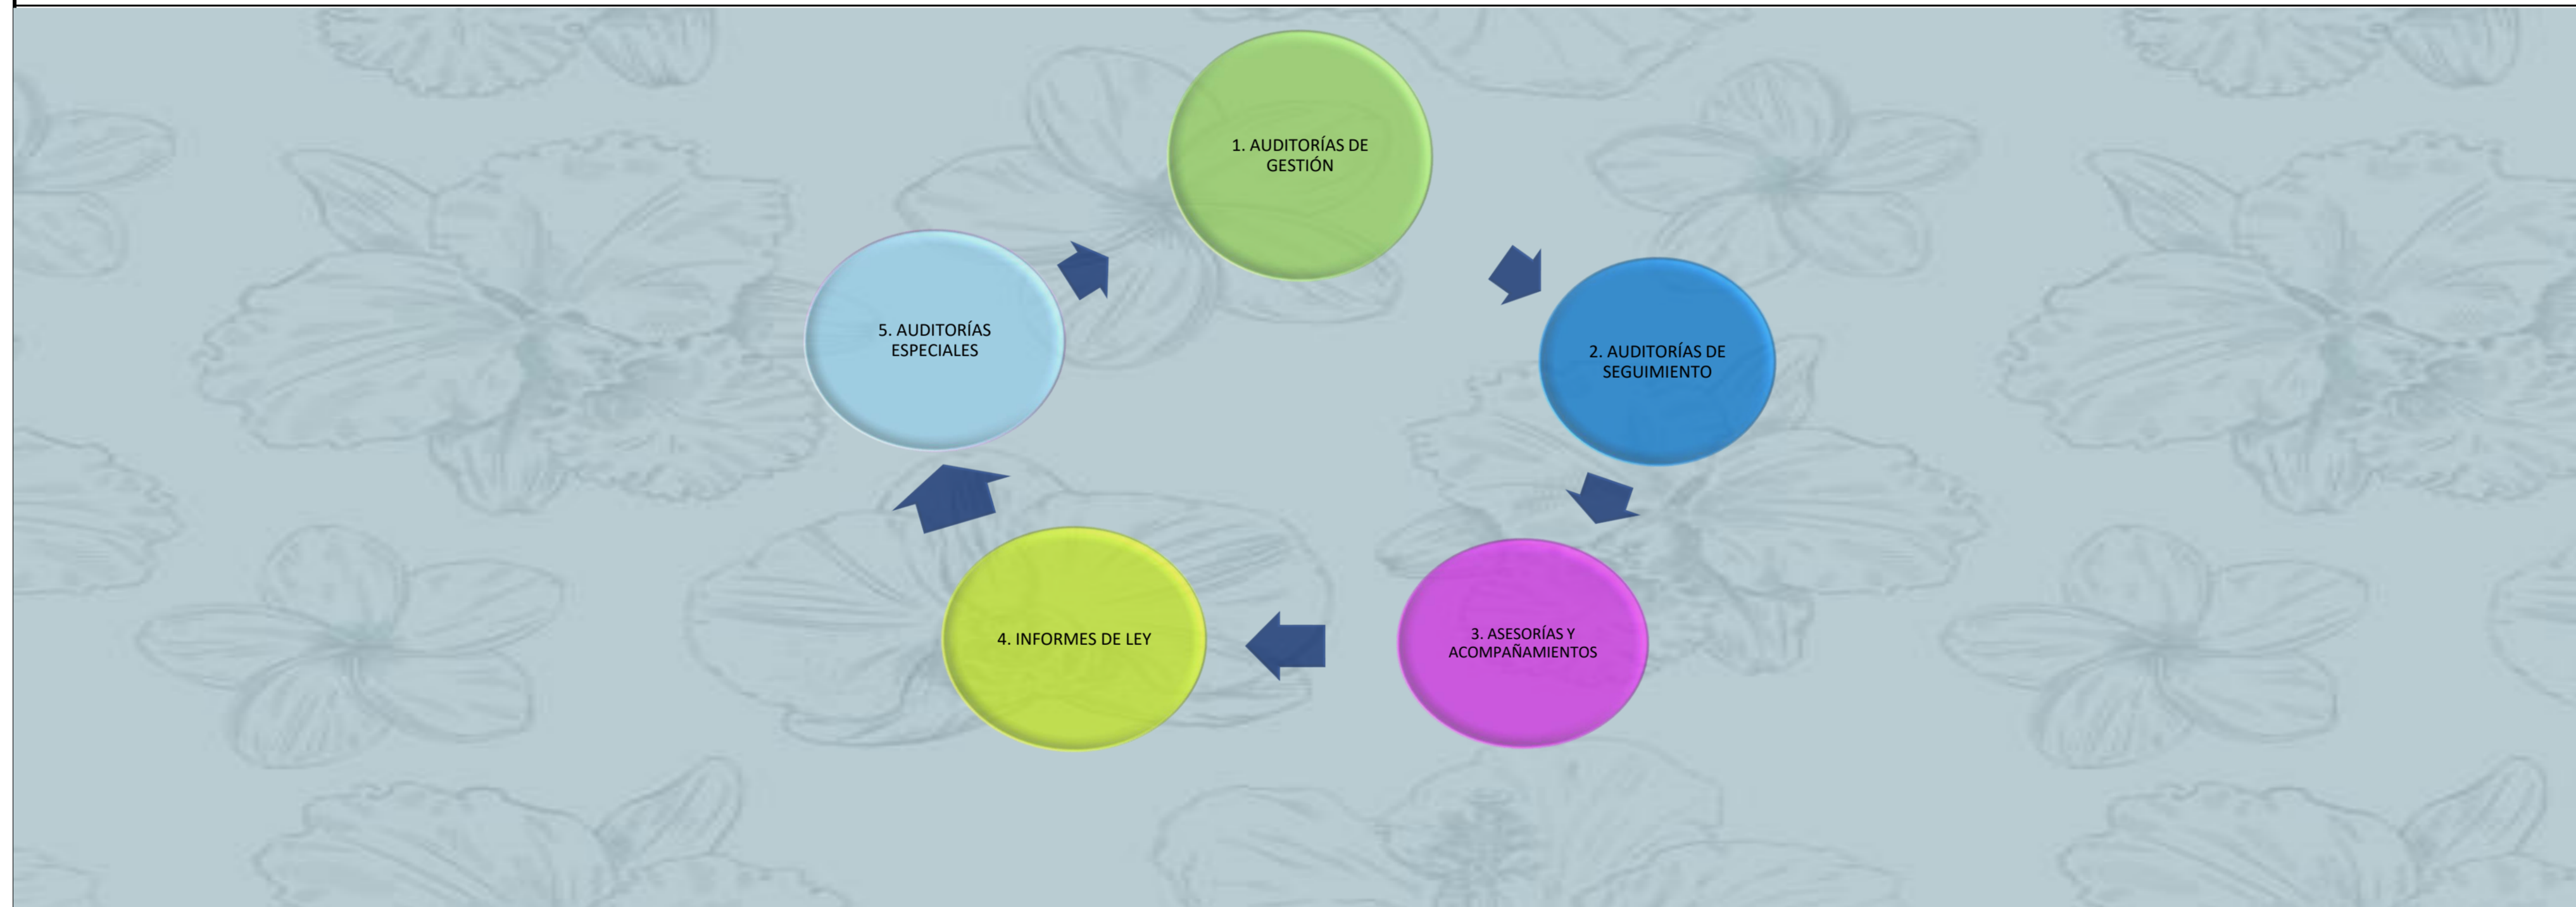 1. AUDITORÍAS DE
GESTIÓN
2. AUDITORÍAS DE
SEGUIMIENTO
3. ASESORÍAS Y
ACOMPAÑAMIENTOS
4. INFORMES DE LEY
5. AUDITORÍAS
ESPECIALES